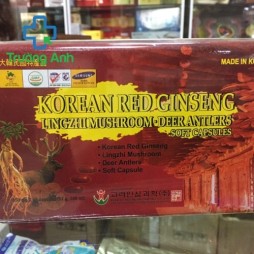 Trường Anh
MADE IN KO
KOREAN RED GINSENG
LINGZHI MUSHROOM·DEER ANTLERS
SOFT CAPSULES
• Korean Red Ginseng
• Lingzhi Mushroom
• Deer Antlers
• Soft Capsule